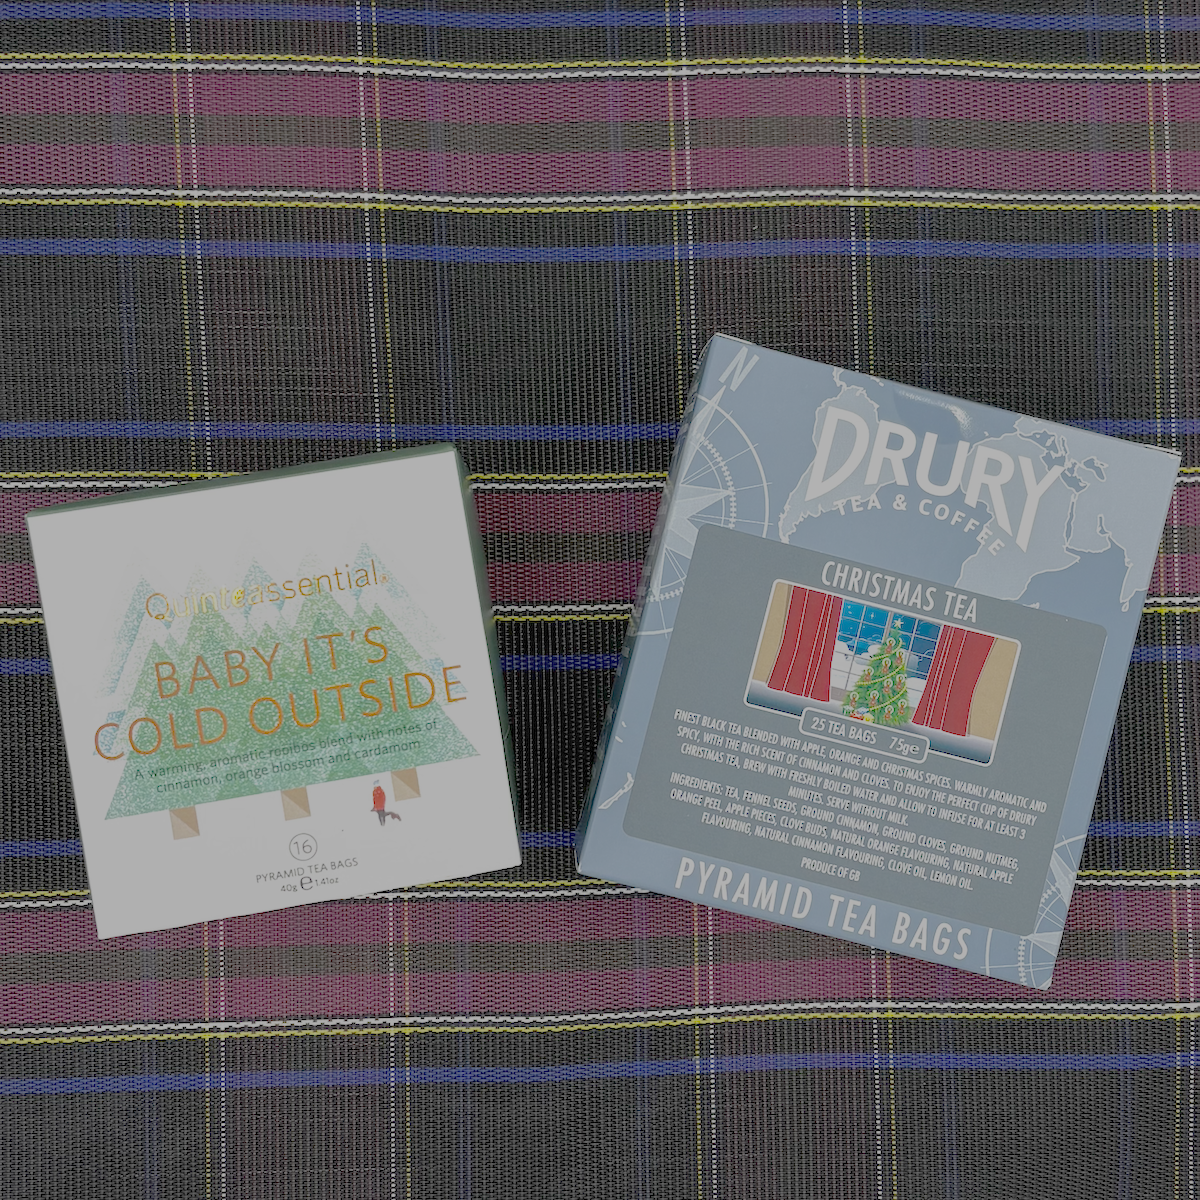 Quinteassential
BABY IT'S
COLD OUTSIDE
A warming, aromatic rooibos blend with notes of
cinnamon, orange blossom and cardamom
16
PYRAMID TEA BAGS
40g e 1.41oz
N
DRURY
TEA & COFFEE
CHRISTMAS TEA
25 TEA BAGS 75g e
FINEST BLACK TEA BLENDED WITH APPLE, ORANGE AND CHRISTMAS SPICES. WARMLY AROMATIC AND
SPICY, WITH THE RICH SCENT OF CINNAMON AND CLOVES. TO ENJOY THE PERFECT CUP OF DRURY
CHRISTMAS TEA, BREW WITH FRESHLY BOILED WATER AND ALLOW TO INFUSE FOR AT LEAST 3
MINUTES. SERVE WITHOUT MILK.
INGREDIENTS: TEA, FENNEL SEEDS, GROUND CINNAMON, GROUND CLOVES, GROUND NUTMEG,
ORANGE PEEL, APPLE PIECES, CLOVE BUDS, NATURAL ORANGE FLAVOURING, NATURAL APPLE
FLAVOURING, NATURAL CINNAMON FLAVOURING, CLOVE OIL, LEMON OIL.
PRODUCE OF GB
PYRAMID TEA BAGS